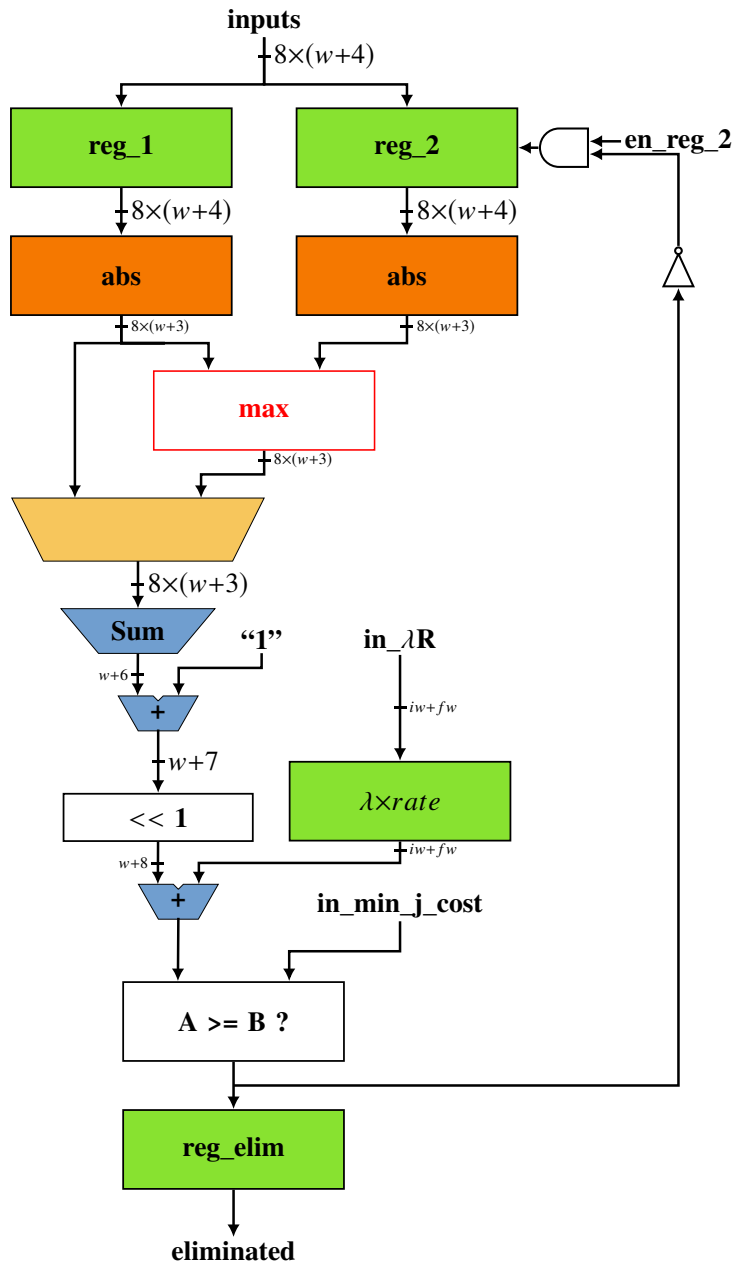 inputs
8×(w+4)
reg_1
reg_2
en_reg_2
8×(w+4)
8×(w+4)
abs
abs
8×(w+3)
8×(w+3)
max
8×(w+3)
8×(w+3)
Sum
“1”
in_λR
w+6
+
iw+fw
w+7
<< 1
λ×rate
w+8
iw+fw
+
in_min_j_cost
A >= B ?
reg_elim
eliminated